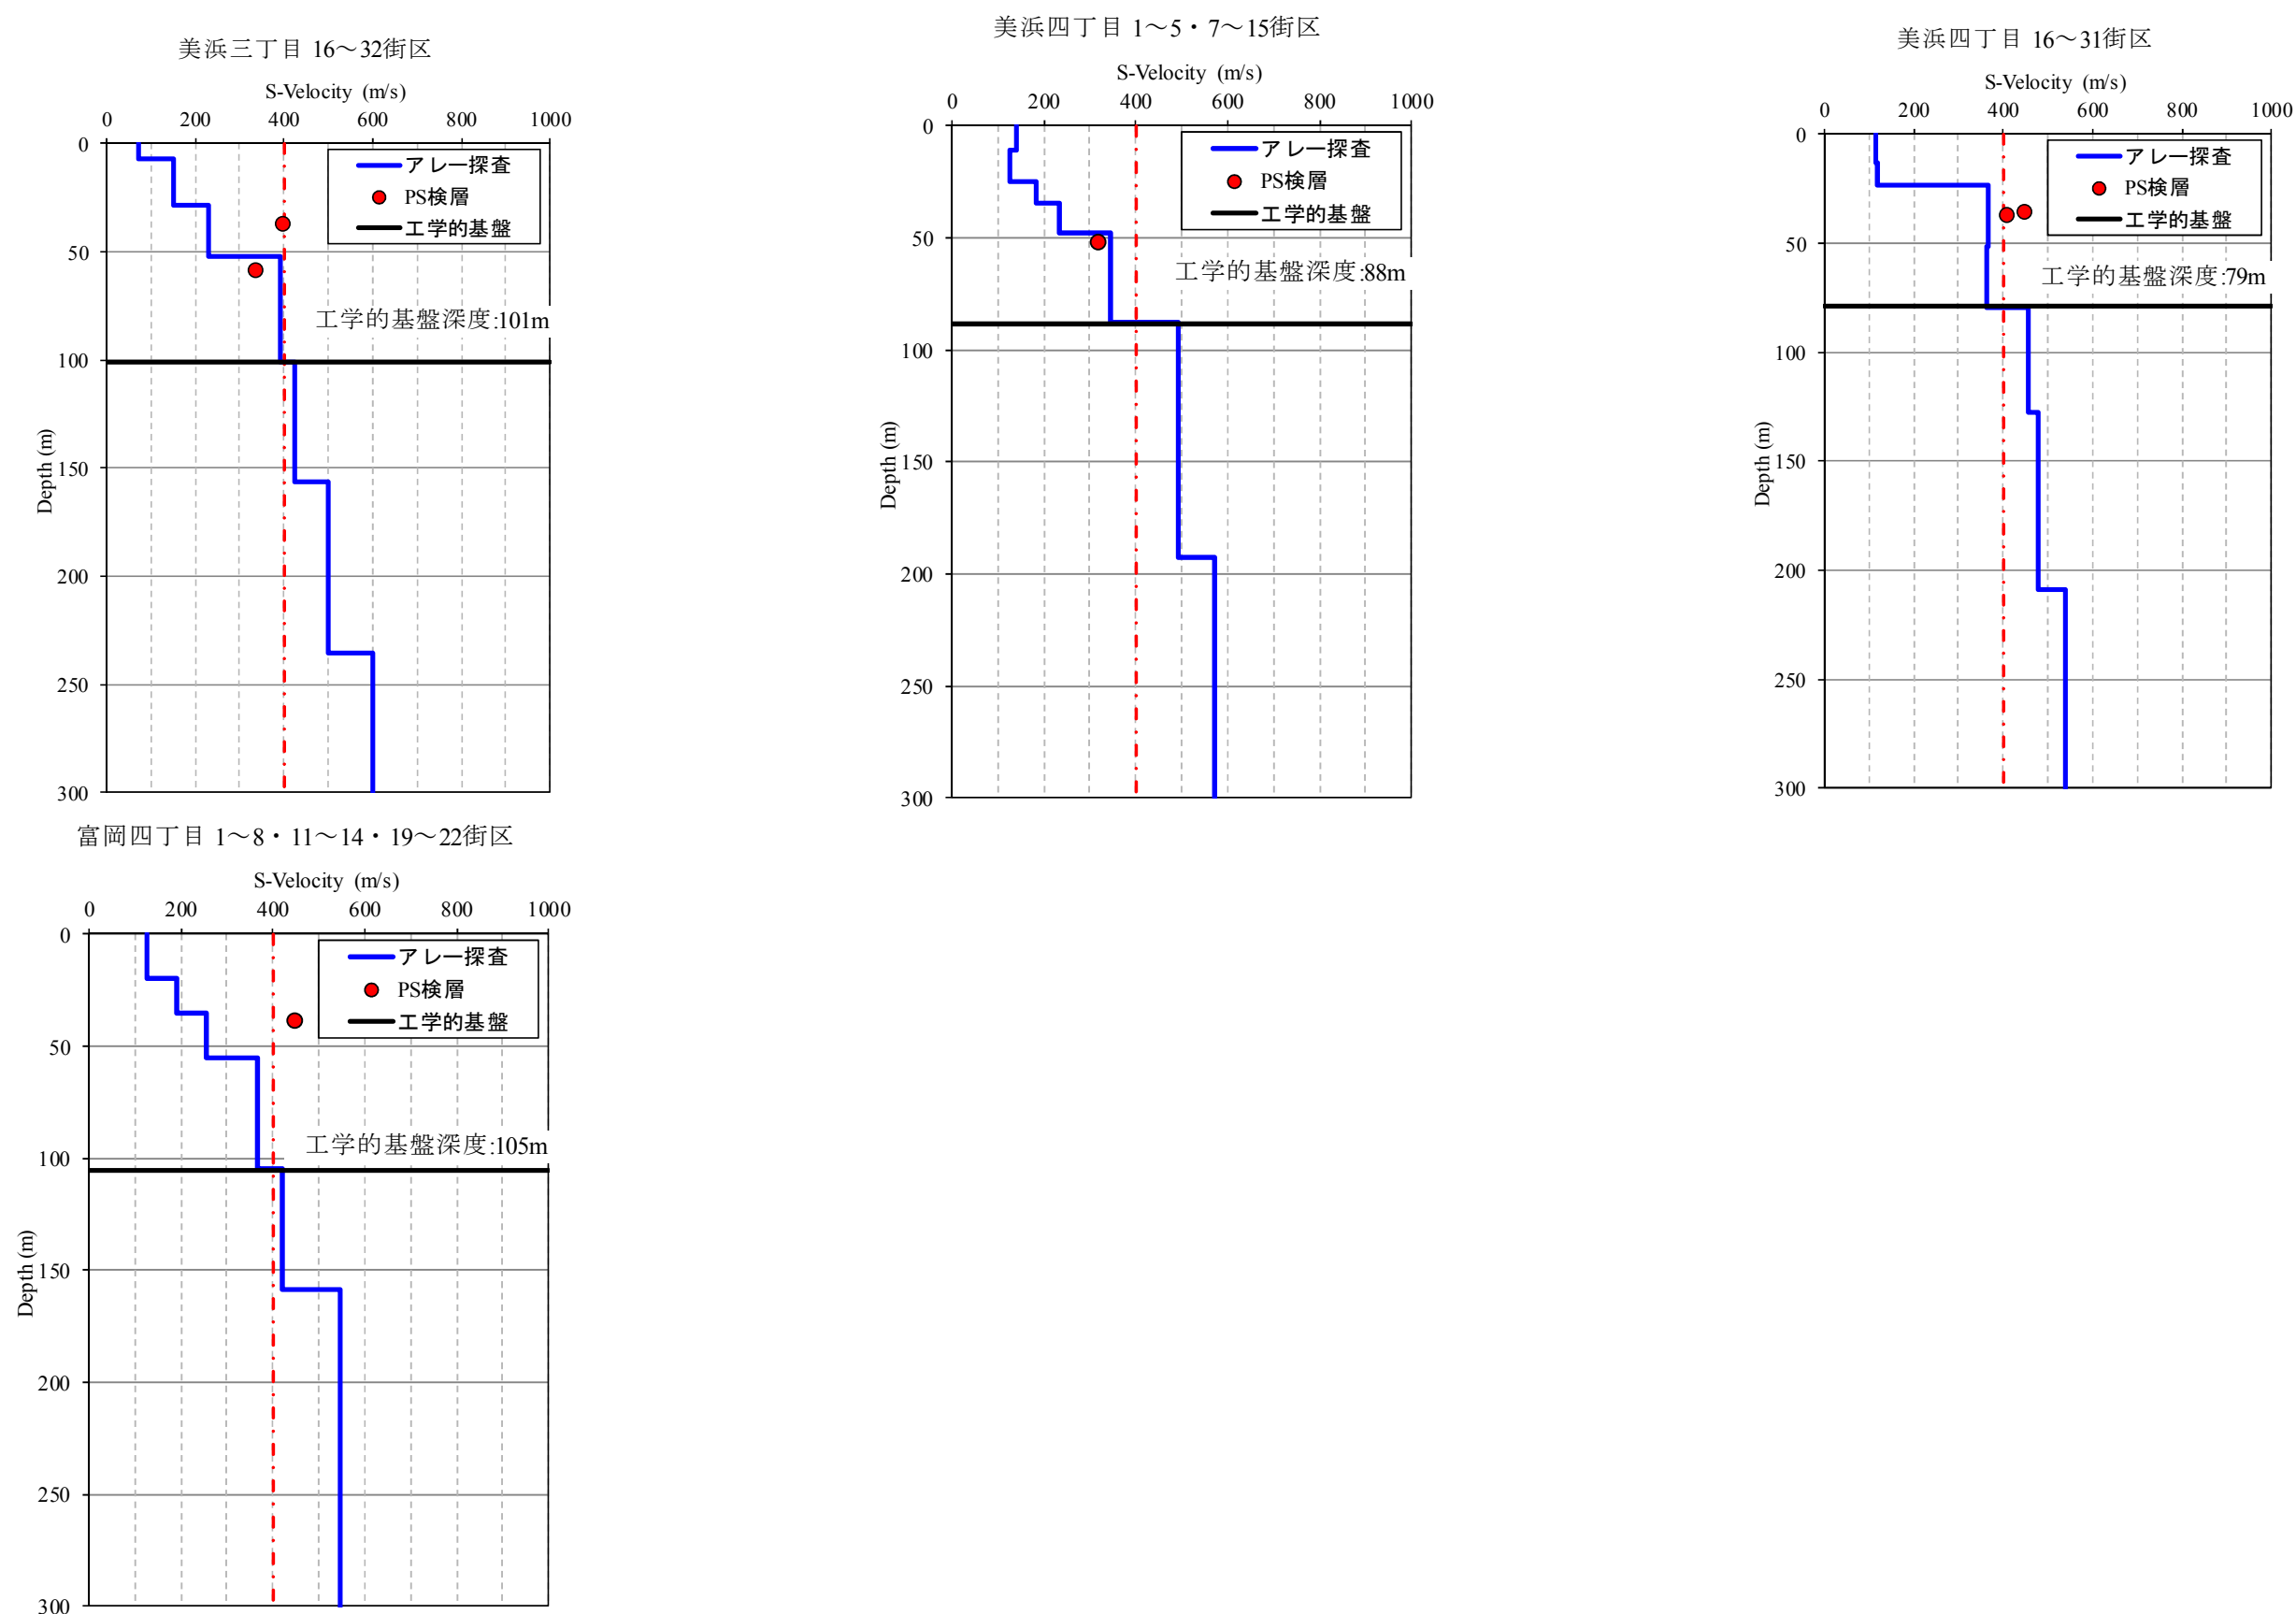 美浜三丁目 16～32街区
S-Velocity (m/s)
0 200 400 600 800 1000
0
50
100
150
200
250
300
Depth (m)
アレー探査
PS検層
工学的基盤
工学的基盤深度:101m
美浜四丁目 1～5・7～15街区
S-Velocity (m/s)
0 200 400 600 800 1000
0
50
100
150
200
250
300
Depth (m)
アレー探査
PS検層
工学的基盤
工学的基盤深度:88m
美浜四丁目 16～31街区
S-Velocity (m/s)
0 200 400 600 800 1000
0
50
100
150
200
250
300
Depth (m)
アレー探査
PS検層
工学的基盤
工学的基盤深度:79m
富岡四丁目 1～8・11～14・19～22街区
S-Velocity (m/s)
0 200 400 600 800 1000
0
50
100
150
200
250
300
Depth (m)
アレー探査
PS検層
工学的基盤
工学的基盤深度:105m